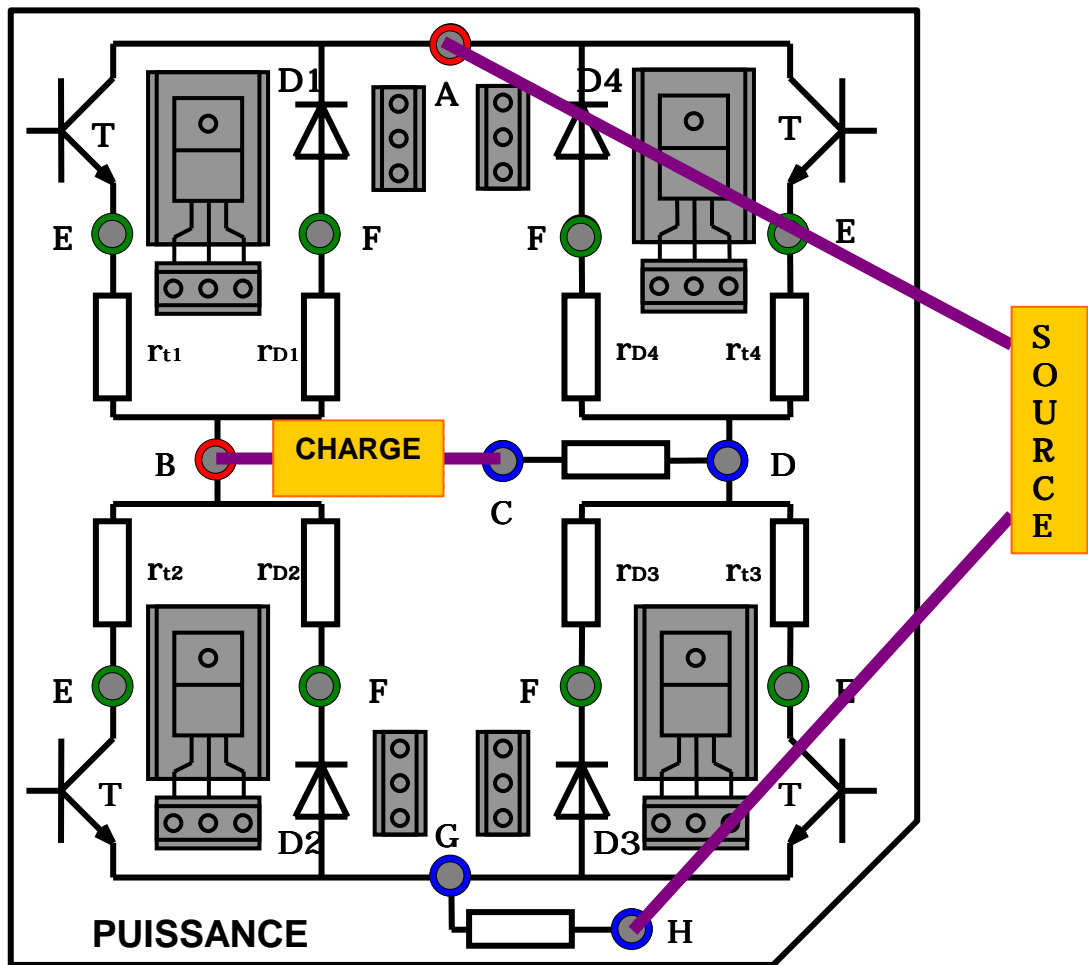 D1
A
D4
T
T
E
F
F
E
rt1
rD1
rD4
rt4
S
O
U
R
C
E
B
CHARGE
C
D
rt2
rD2
rD3
rt3
E
F
F
E
T
G
T
D2
D3
PUISSANCE
H